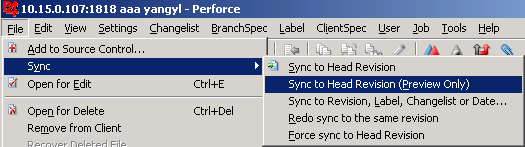 10.15.0.107:1818 aaa yangyl - Perforce
File Edit View Settings Changelist BranchSpec Label ClientSpec User Job Tools
Add to Source Control...
Sync
Sync to Head Revision
Open for Edit Ctrl+E
Sync to Head Revision (Preview Only)
Sync to Revision, Label, Changelist or Date...
Open for Delete Ctrl+Del
Redo sync to the same revision
Remove from Client
Force sync to Head Revision
Recover Deleted File